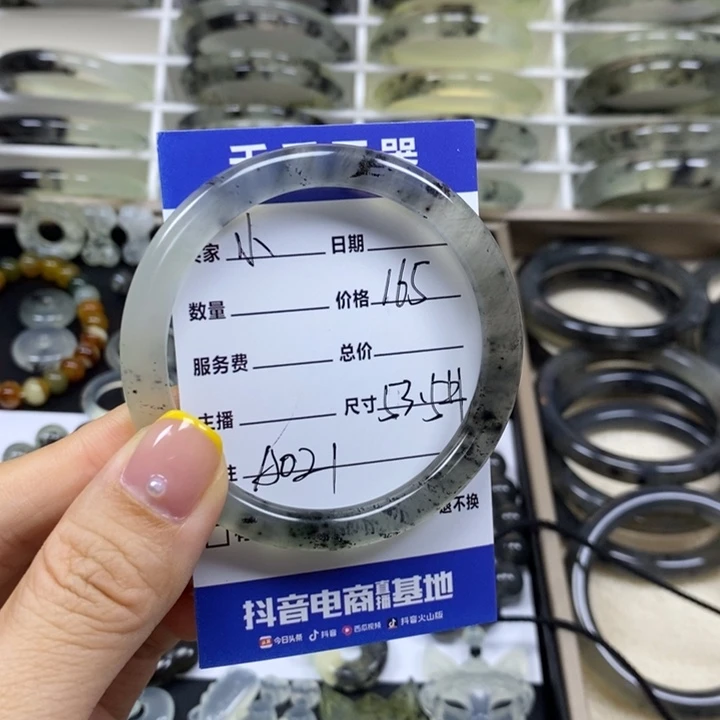 家 小 日期
数量 价格 165
服务费 总价
主播 尺寸 53.54
A021
退不换
抖音电商直播基地
今日头条 抖音 西瓜视频 抖音火山版